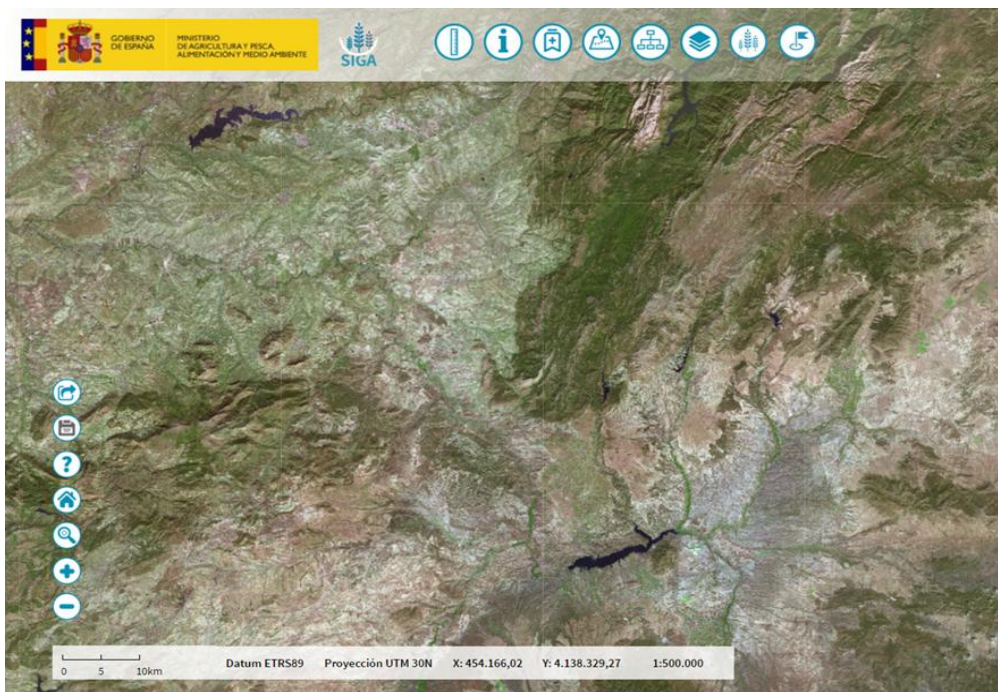 GOBIERNO
DE ESPAÑA
MINISTERIO
DE AGRICULTURA Y PESCA,
ALIMENTACIÓN Y MEDIO AMBIENTE
SIGA
0 5 10km
Datum ETRS89 Proyección UTM 30N X: 454.166,02 Y: 4.138.329,27 1:500.000